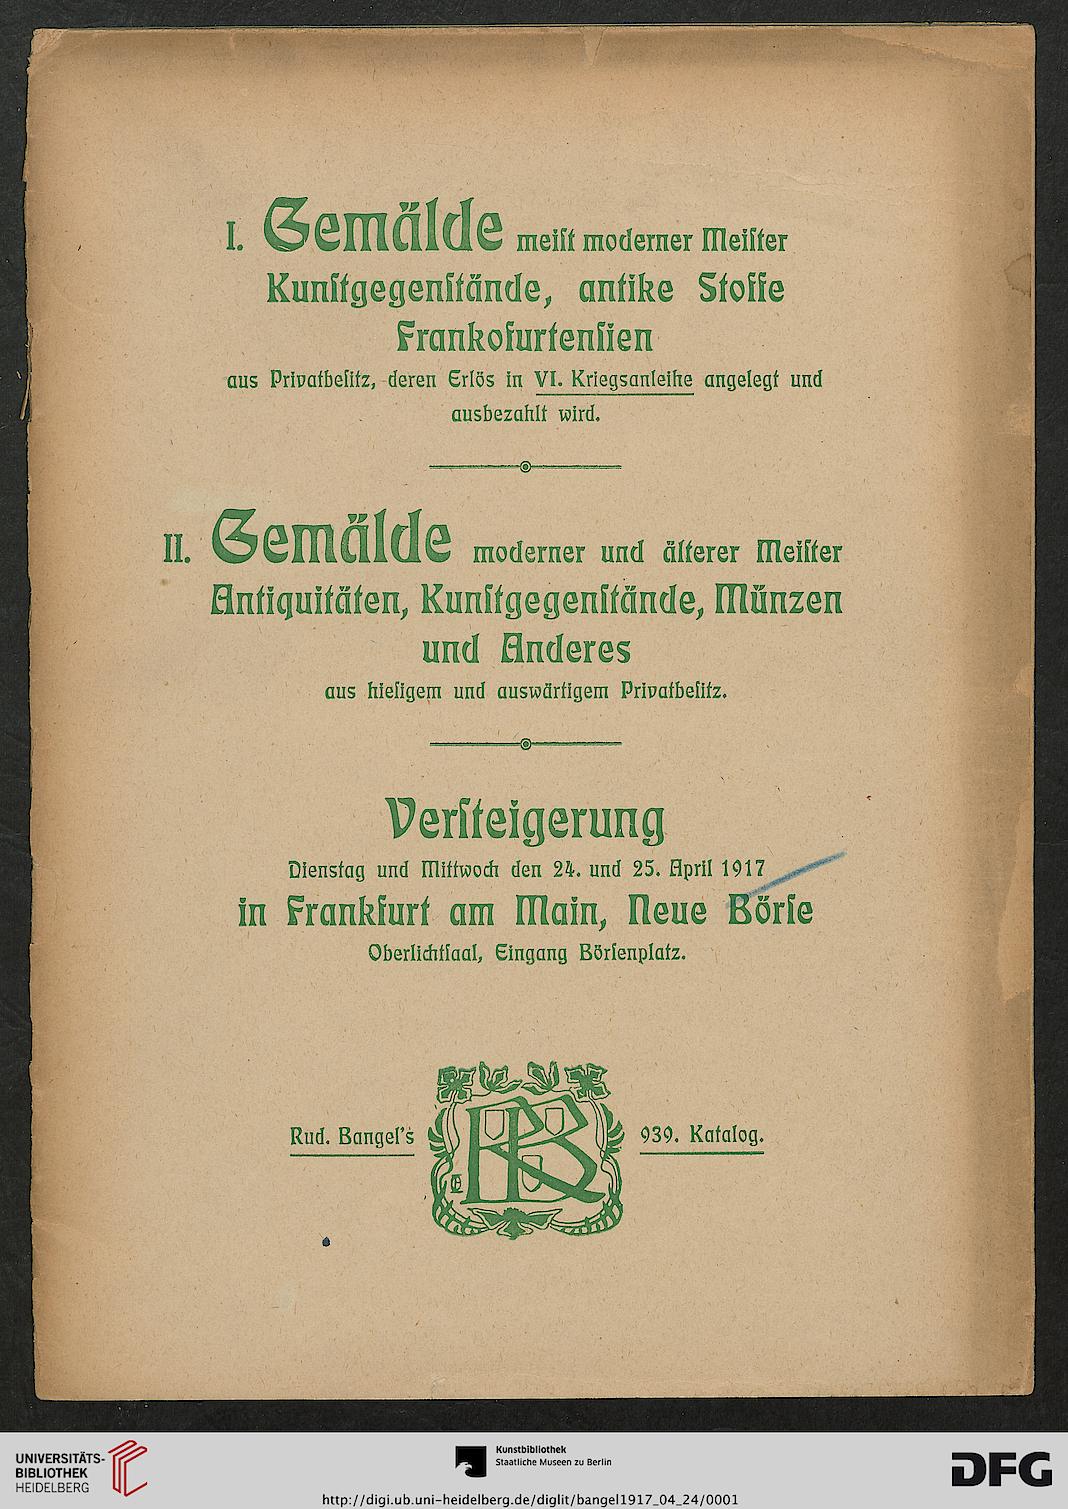 I. Gemälde meiſt moderner Meiſter
Kunſtgegenſtände, antike Stoffe
Frankofurtenſien
aus Privatbeſitz, deren Erlös in VI. Kriegsanleihe angelegt und
ausbezahlt wird.
II. Gemälde moderner und älterer Meiſter
Antiquitäten, Kunſtgegenſtände, Münzen
und Anderes
aus hieſigem und auswärtigem Privatbeſitz.
Verſteigerung
Dienstag und Mittwoch den 24. und 25. April 1917
in Frankfurt am Main, Neue Börſe
Oberlichtſaal, Eingang Börſenplatz.
Rud. Bangel's RB 939. Katalog.
UNIVERSITÄTS-
BIBLIOTHEK
HEIDELBERG
Kunstbibliothek
Staatliche Museen zu Berlin
DFG
http://digi.ub.uni-heidelberg.de/diglit/bangel1917_04_24/0001